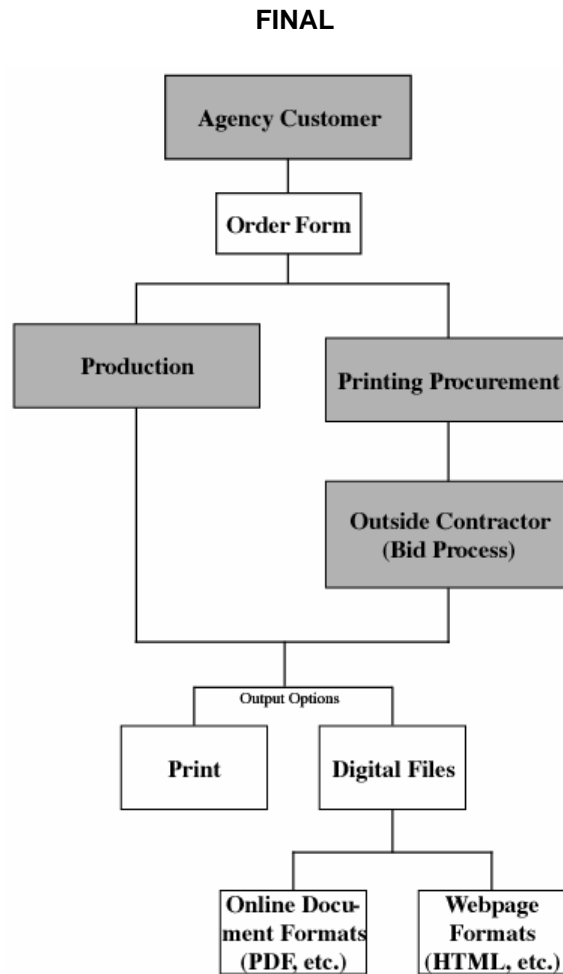 FINAL
Agency Customer
Order Form
Production
Printing Procurement
Outside Contractor
(Bid Process)
Output Options
Print
Digital Files
Online Docu-
ment Formats
(PDF, etc.)
Webpage
Formats
(HTML, etc.)